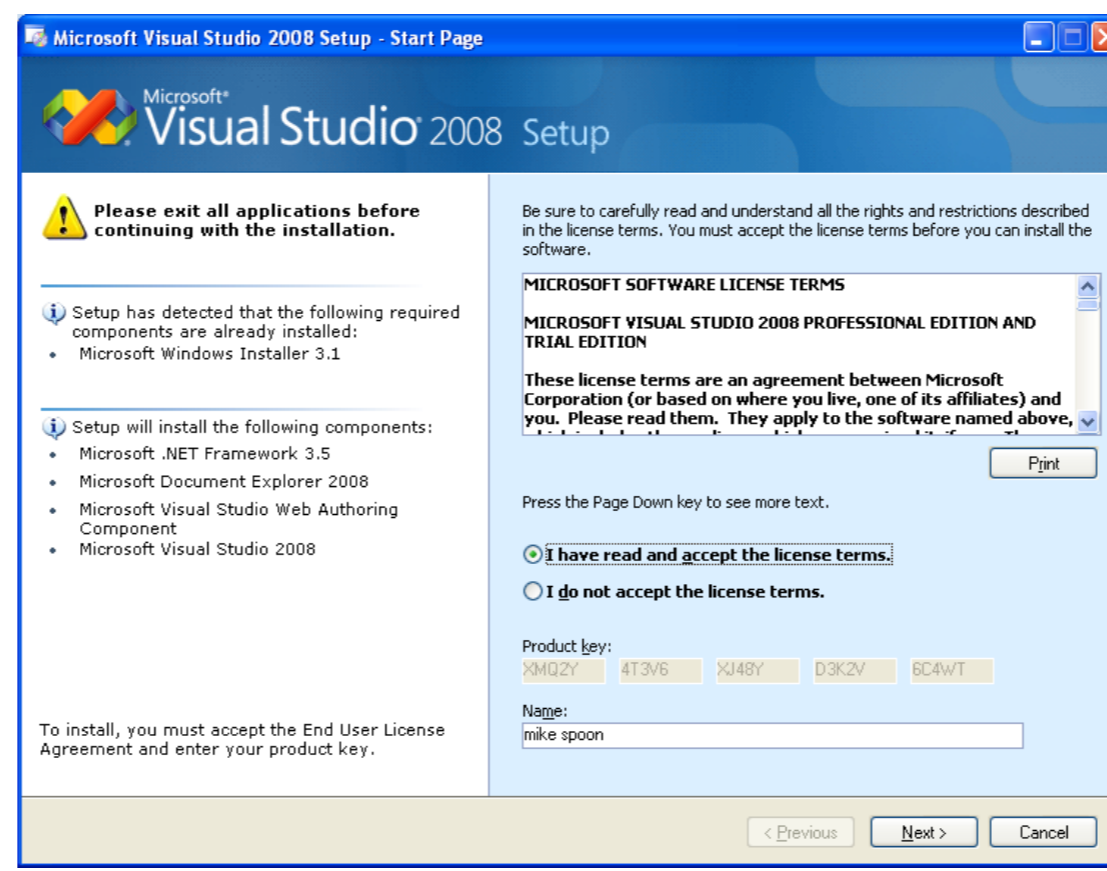 Microsoft Visual Studio 2008 Setup - Start Page
Microsoft®
Visual Studio® 2008 Setup
Please exit all applications before
continuing with the installation.
Setup has detected that the following required
components are already installed:
• Microsoft Windows Installer 3.1
Setup will install the following components:
• Microsoft .NET Framework 3.5
• Microsoft Document Explorer 2008
• Microsoft Visual Studio Web Authoring
Component
• Microsoft Visual Studio 2008
To install, you must accept the End User License
Agreement and enter your product key.
Be sure to carefully read and understand all the rights and restrictions described
in the license terms. You must accept the license terms before you can install the
software.
MICROSOFT SOFTWARE LICENSE TERMS
MICROSOFT VISUAL STUDIO 2008 PROFESSIONAL EDITION AND
TRIAL EDITION
These license terms are an agreement between Microsoft
Corporation (or based on where you live, one of its affiliates) and
you. Please read them. They apply to the software named above,
Print
Press the Page Down key to see more text.
I have read and accept the license terms.
I do not accept the license terms.
Product key:
XMQ2Y 4T3V6 XJ48Y D3K2V 6C4WT
Name:
mike spoon
< Previous Next > Cancel